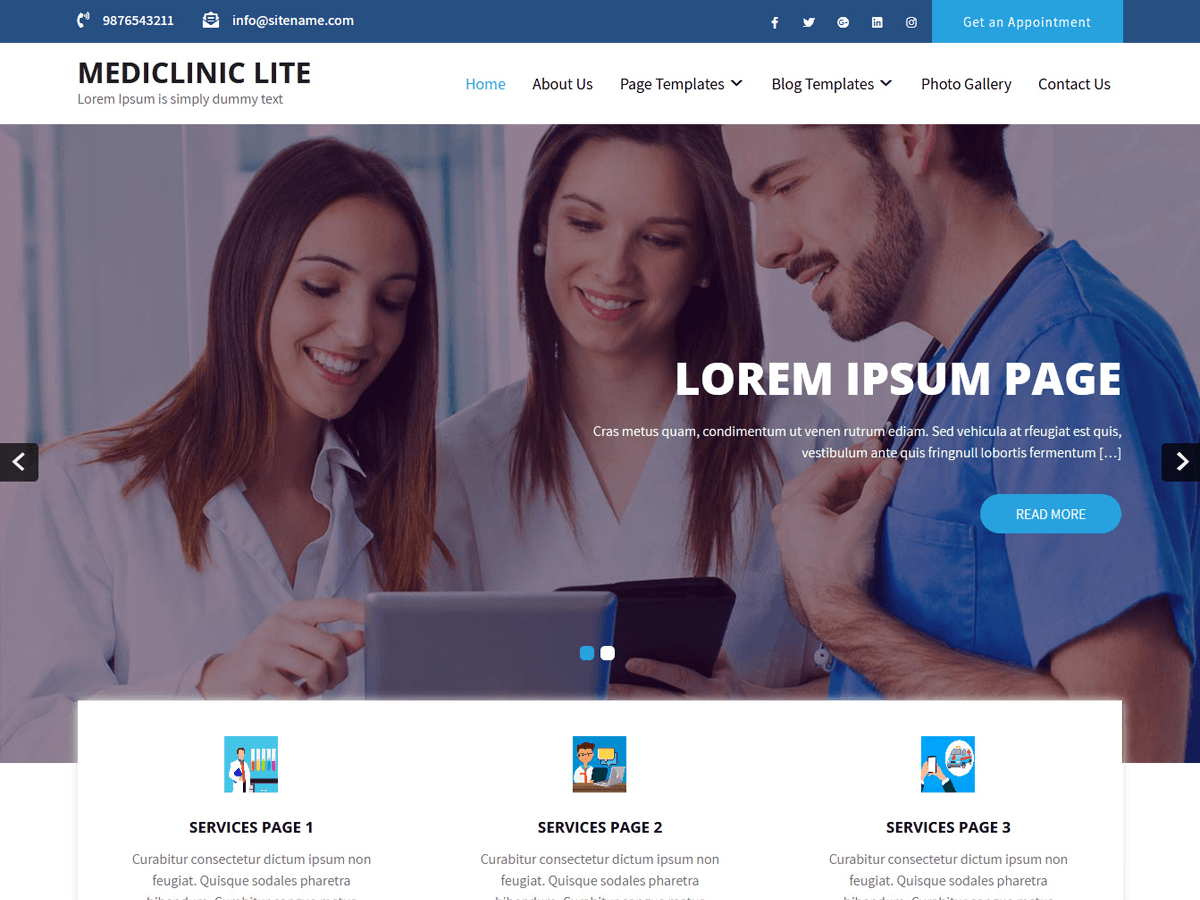 9876543211
info@sitename.com
Get an Appointment
MEDICLINIC LITE
Lorem Ipsum is simply dummy text
Home
About Us
Page Templates
Blog Templates
Photo Gallery
Contact Us
LOREM IPSUM PAGE
Cras metus quam, condimentum ut venen rutrum ediam. Sed vehicula at rfeugiat est quis,
vestibulum ante quis fringnull lobortis fermentum [...]
READ MORE
SERVICES PAGE 1
Curabitur consectetur dictum ipsum non
feugiat. Quisque sodales pharetra
SERVICES PAGE 2
Curabitur consectetur dictum ipsum non
feugiat. Quisque sodales pharetra
SERVICES PAGE 3
Curabitur consectetur dictum ipsum non
feugiat. Quisque sodales pharetra